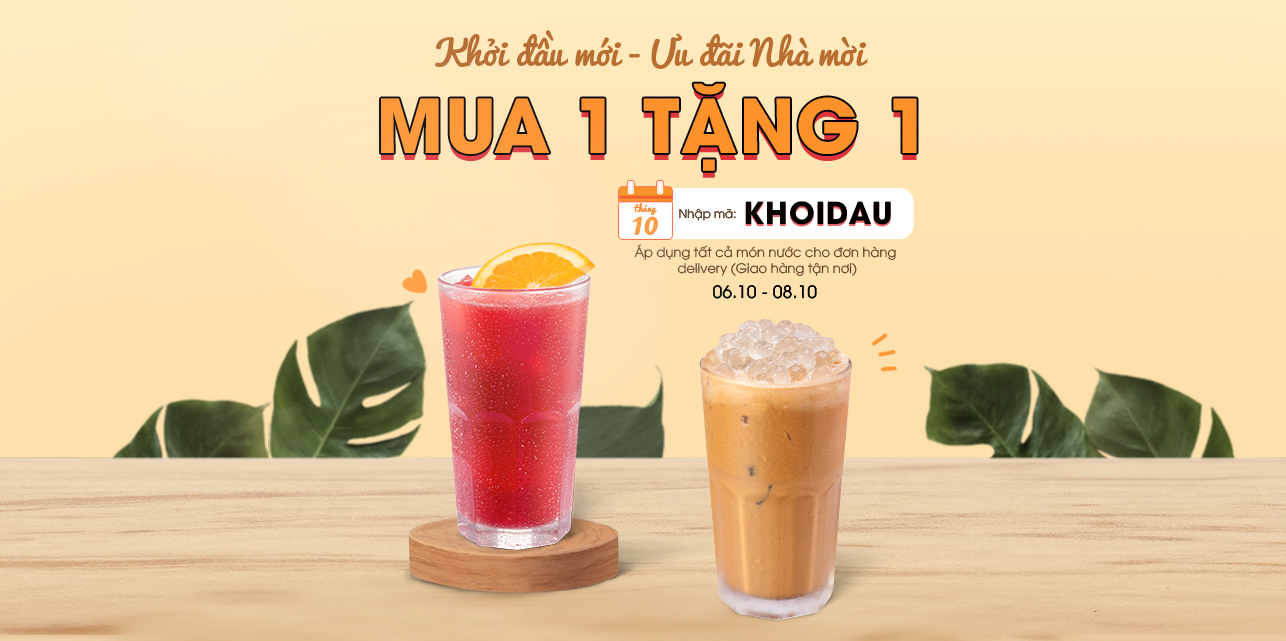 Khởi đầu mới - Ưu đãi Nhà mời
MUA 1 TẶNG 1
tháng
10
Nhập mã: KHOIDAU
Áp dụng tất cả món nước cho đơn hàng
delivery (Giao hàng tận nơi)
06.10 - 08.10